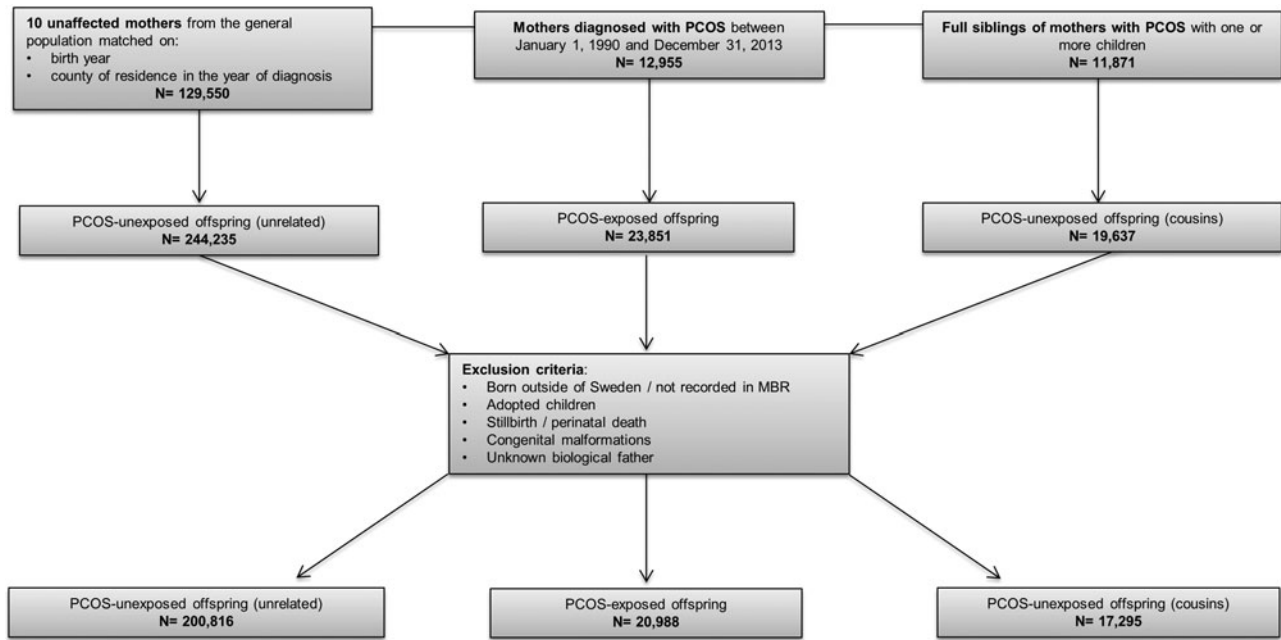 10 unaffected mothers from the general
population matched on:
• birth year
• county of residence in the year of diagnosis
N= 129,550
Mothers diagnosed with PCOS between
January 1, 1990 and December 31, 2013
N= 12,955
Full siblings of mothers with PCOS with one or
more children
N= 11,871
PCOS-unexposed offspring (unrelated)
N= 244,235
PCOS-exposed offspring
N= 23,851
PCOS-unexposed offspring (cousins)
N= 19,637
Exclusion criteria:
• Born outside of Sweden / not recorded in MBR
• Adopted children
• Stillbirth / perinatal death
• Congenital malformations
• Unknown biological father
PCOS-unexposed offspring (unrelated)
N= 200,816
PCOS-exposed offspring
N= 20,988
PCOS-unexposed offspring (cousins)
N= 17,295